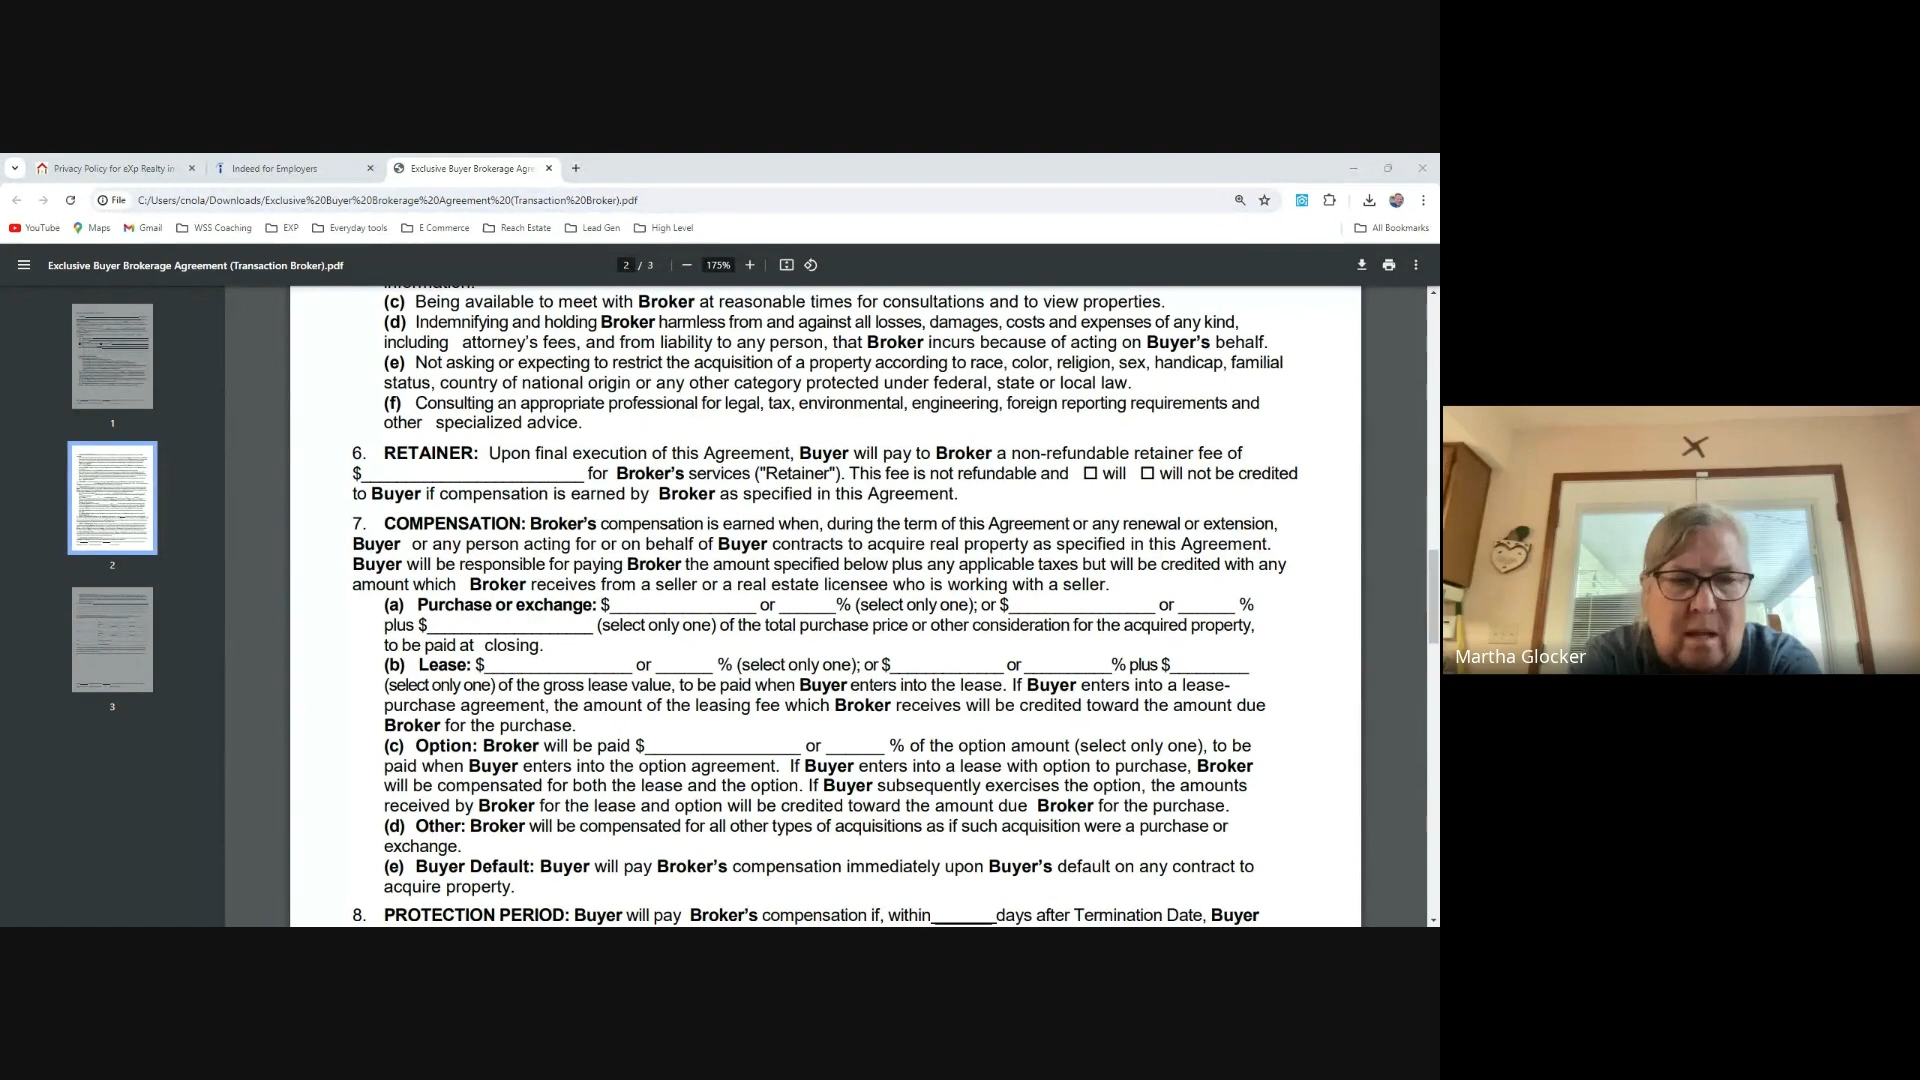 Privacy Policy for eXp Realty in
Indeed for Employers
Exclusive Buyer Brokerage Agre
File C:/Users/cnola/Downloads/Exclusive%20Buyer%20Brokerage%20Agreement%20(Transaction%20Broker).pdf
YouTube Maps Gmail WSS Coaching EXP Everyday tools E Commerce Reach Estate Lead Gen High Level All Bookmarks
Exclusive Buyer Brokerage Agreement (Transaction Broker).pdf 2 / 3 175%
1
2
3
information.
(c) Being available to meet with Broker at reasonable times for consultations and to view properties.
(d) Indemnifying and holding Broker harmless from and against all losses, damages, costs and expenses of any kind,
including attorney's fees, and from liability to any person, that Broker incurs because of acting on Buyer's behalf.
(e) Not asking or expecting to restrict the acquisition of a property according to race, color, religion, sex, handicap, familial
status, country of national origin or any other category protected under federal, state or local law.
(f) Consulting an appropriate professional for legal, tax, environmental, engineering, foreign reporting requirements and
other specialized advice.
6. RETAINER: Upon final execution of this Agreement, Buyer will pay to Broker a non-refundable retainer fee of
$______________________ for Broker's services ("Retainer"). This fee is not refundable and ☐ will ☐ will not be credited
to Buyer if compensation is earned by Broker as specified in this Agreement.
7. COMPENSATION: Broker's compensation is earned when, during the term of this Agreement or any renewal or extension,
Buyer or any person acting for or on behalf of Buyer contracts to acquire real property as specified in this Agreement.
Buyer will be responsible for paying Broker the amount specified below plus any applicable taxes but will be credited with any
amount which Broker receives from a seller or a real estate licensee who is working with a seller.
(a) Purchase or exchange: $______________ or ______% (select only one); or $______________ or ______ %
plus $________________ (select only one) of the total purchase price or other consideration for the acquired property,
to be paid at closing.
(b) Lease: $______________ or ______ % (select only one); or $___________ or ________% plus $________
(select only one) of the gross lease value, to be paid when Buyer enters into the lease. If Buyer enters into a lease-
purchase agreement, the amount of the leasing fee which Broker receives will be credited toward the amount due
Broker for the purchase.
(c) Option: Broker will be paid $_______________ or ______ % of the option amount (select only one), to be
paid when Buyer enters into the option agreement. If Buyer enters into a lease with option to purchase, Broker
will be compensated for both the lease and the option. If Buyer subsequently exercises the option, the amounts
received by Broker for the lease and option will be credited toward the amount due Broker for the purchase.
(d) Other: Broker will be compensated for all other types of acquisitions as if such acquisition were a purchase or
exchange.
(e) Buyer Default: Buyer will pay Broker's compensation immediately upon Buyer's default on any contract to
acquire property.
8. PROTECTION PERIOD: Buyer will pay Broker's compensation if, within______days after Termination Date, Buyer
Martha Glocker